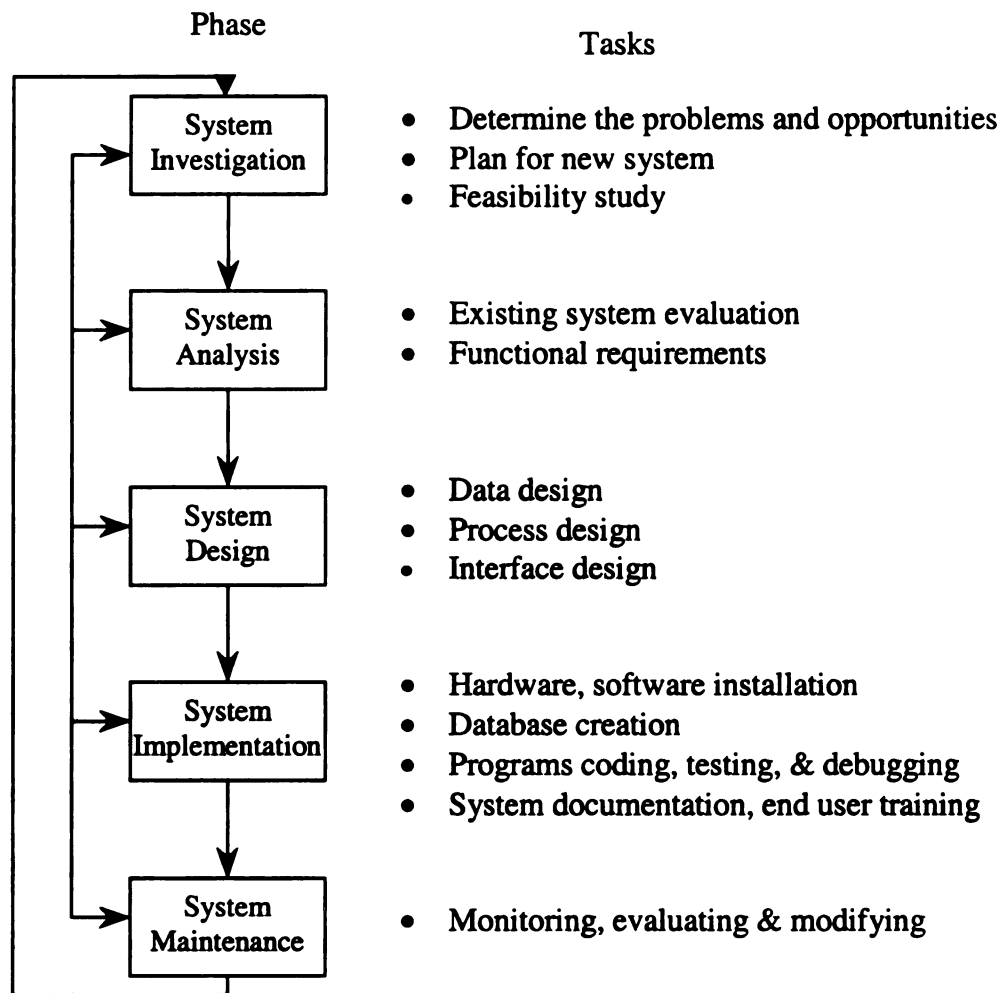 Phase
Tasks
System
Investigation
• Determine the problems and opportunities
• Plan for new system
• Feasibility study
System
Analysis
• Existing system evaluation
• Functional requirements
System
Design
• Data design
• Process design
• Interface design
System
Implementation
• Hardware, software installation
• Database creation
• Programs coding, testing, & debugging
• System documentation, end user training
System
Maintenance
• Monitoring, evaluating & modifying